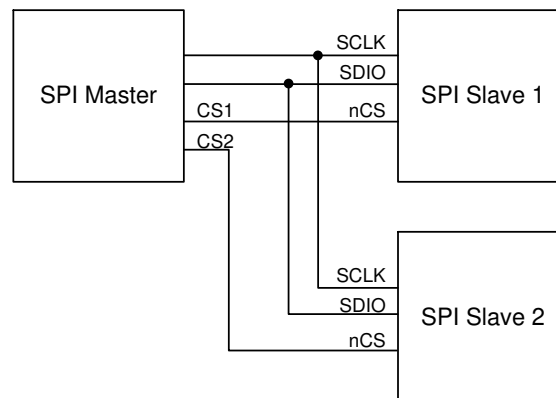 SCLK
SDIO
SPI Master
SPI Slave 1
CS1
nCS
CS2
SCLK
SDIO
SPI Slave 2
nCS